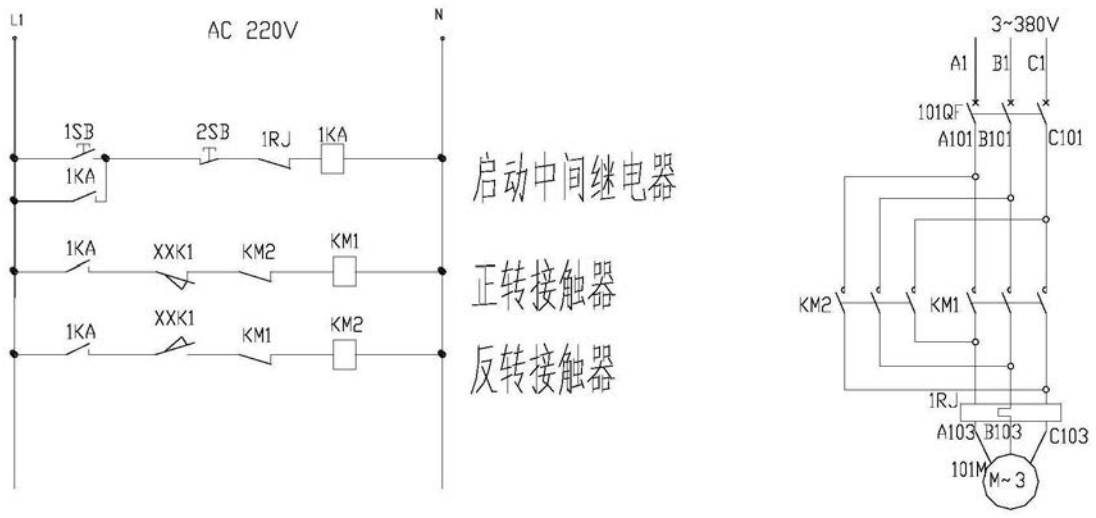 L1
AC 220V
N
1SB
2SB
1RJ
1KA
启动中间继电器
1KA
1KA
XXK1
KM2
KM1
正转接触器
1KA
XXK1
KM1
KM2
反转接触器
3~380V
A1
B1
C1
101QF
A101
B101
C101
KM2
KM1
1RJ
A103
B103
C103
101M
M~3